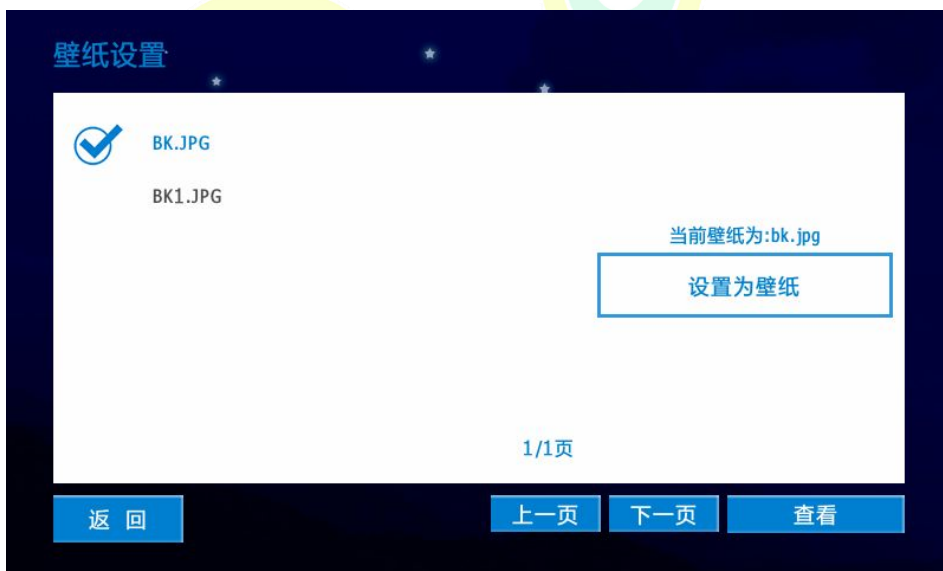 壁纸设置
BK.JPG
BK1.JPG
当前壁纸为:bk.jpg
设置为壁纸
1/1页
返 回
上一页
下一页
查看